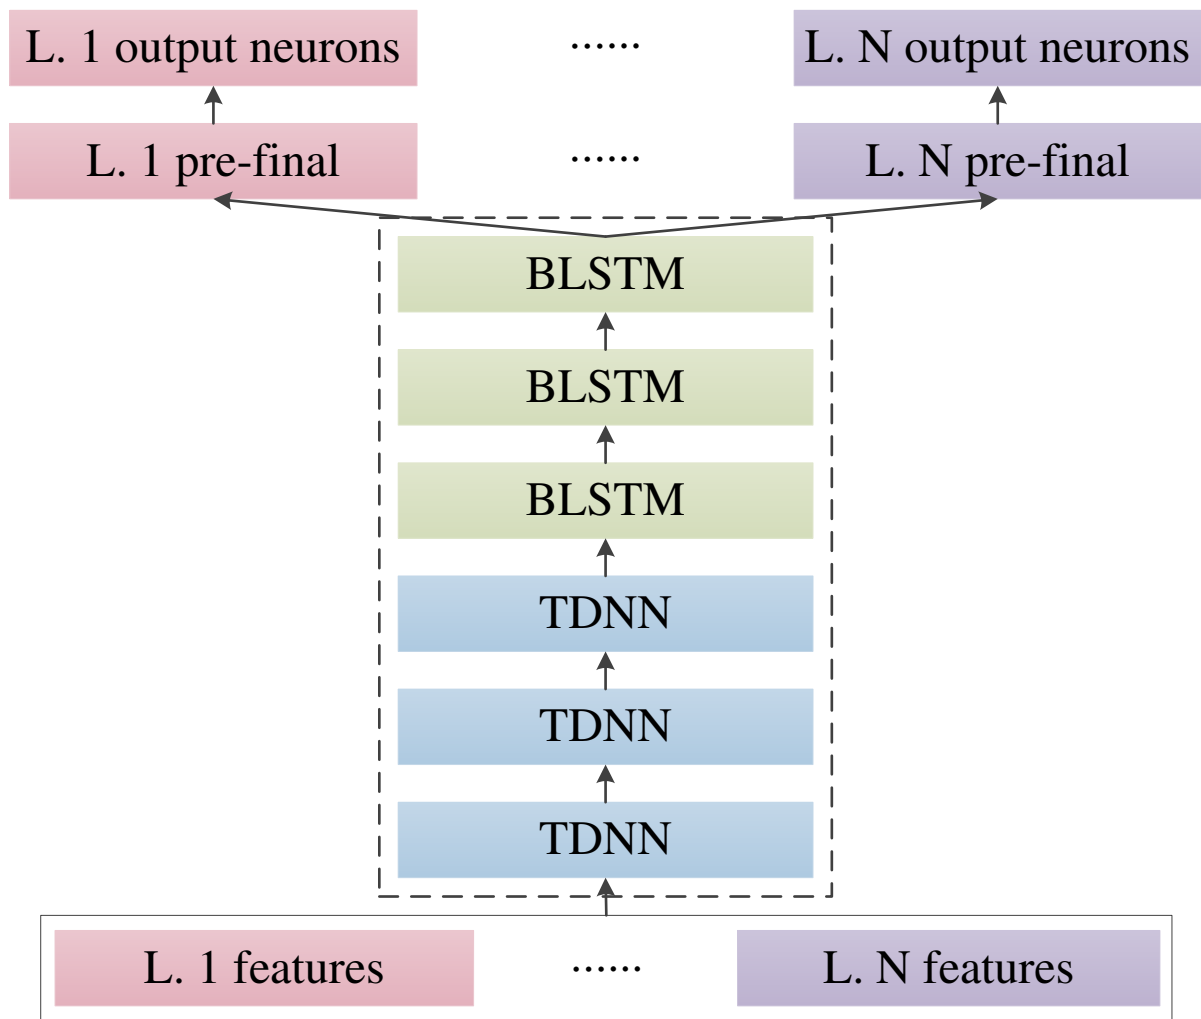 L. 1 output neurons ...... L. N output neurons
L. 1 pre-final ...... L. N pre-final
BLSTM
BLSTM
BLSTM
TDNN
TDNN
TDNN
L. 1 features ...... L. N features